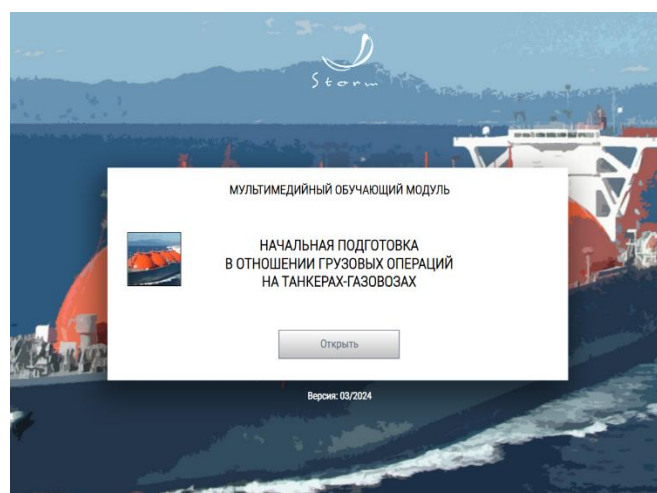 Storm
МУЛЬТИМЕДИЙНЫЙ ОБУЧАЮЩИЙ МОДУЛЬ
НАЧАЛЬНАЯ ПОДГОТОВКА
В ОТНОШЕНИИ ГРУЗОВЫХ ОПЕРАЦИЙ
НА ТАНКЕРАХ-ГАЗОВОЗАХ
Открыть
Версия: 03/2024